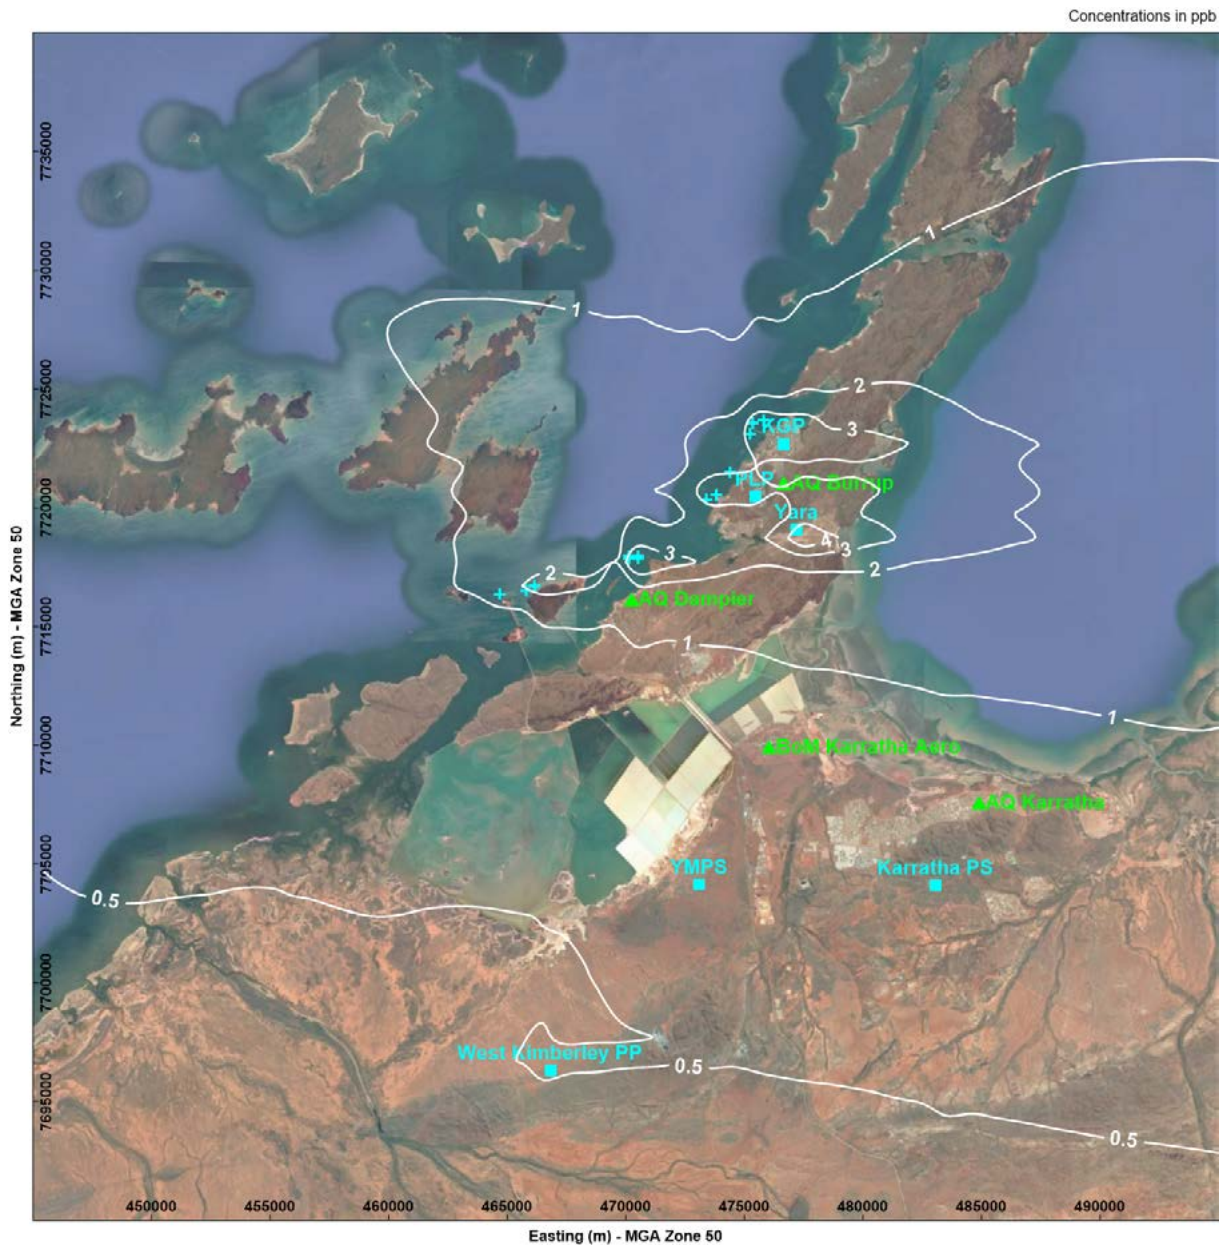 Concentrations in ppb
7735000
7730000
7725000
7720000
7715000
7710000
7705000
7700000
7695000
Northing (m) - MGA Zone 50
1
1
1
1
2
2
2
3
3
3
4
0.5
0.5
0.5
KGP
PLP
AQ Burrup
Yara
AQ Dampier
BoM Karratha Aero
AQ Karratha
YMPS
Karratha PS
West Kimberley PP
450000
455000
460000
465000
470000
475000
480000
485000
490000
Easting (m) - MGA Zone 50